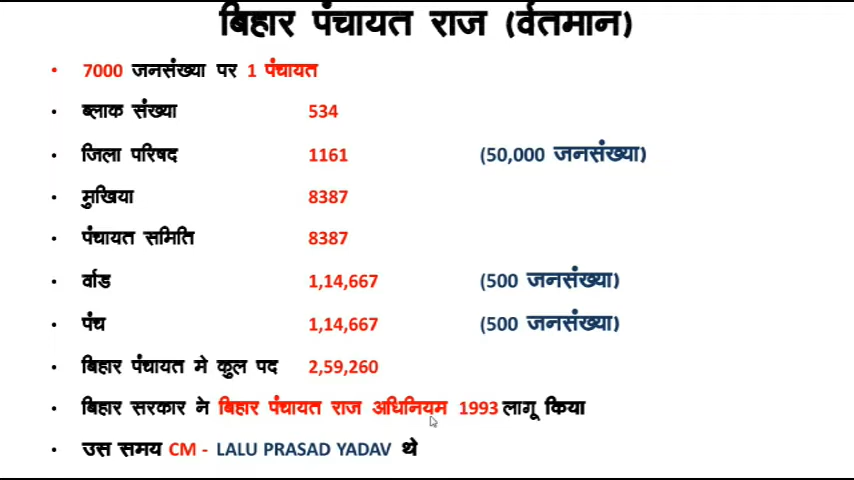 बिहार पंचायत राज (र्वतमान)
• 7000 जनसंख्या पर 1 पंचायत
• ब्लाक संख्या 534
• जिला परिषद 1161 (50,000 जनसंख्या)
• मुखिया 8387
• पंचायत समिति 8387
• र्वाड 1,14,667 (500 जनसंख्या)
• पंच 1,14,667 (500 जनसंख्या)
• बिहार पंचायत मे कुल पद 2,59,260
• बिहार सरकार ने बिहार पंचायत राज अधिनियम 1993 लागू किया
• उस समय CM - LALU PRASAD YADAV थे